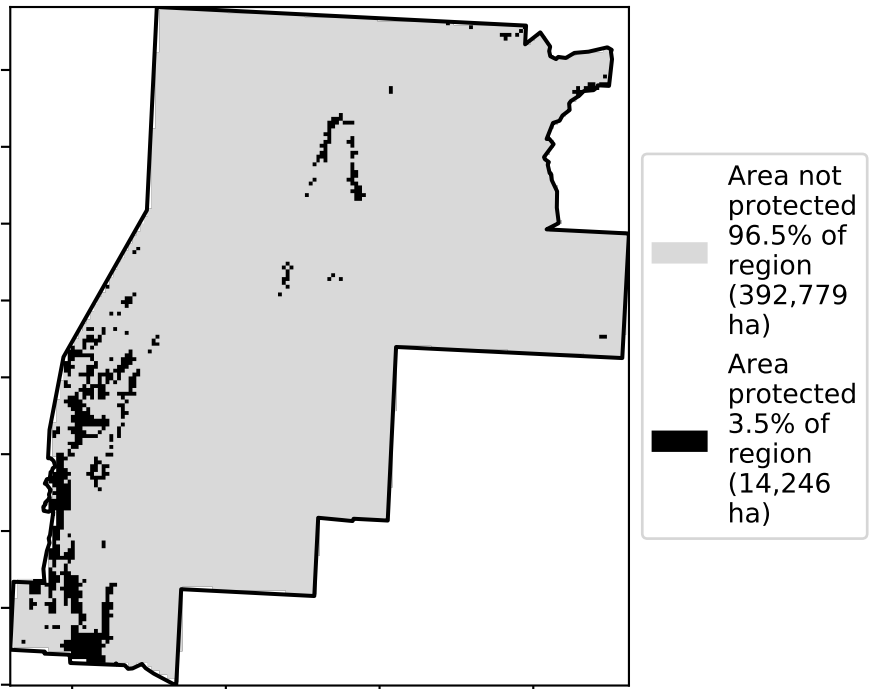 Area not
protected
96.5% of
region
(392,779
ha)
Area
protected
3.5% of
region
(14,246
ha)